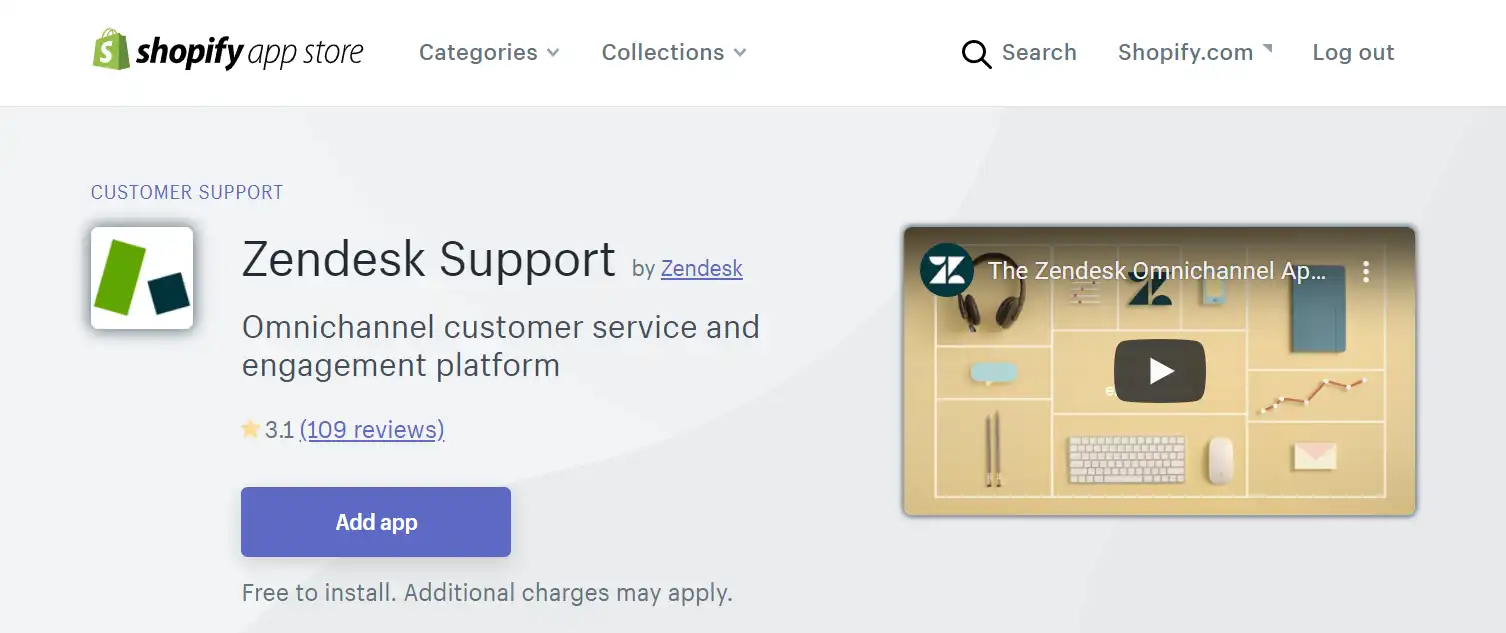 shopify app store
Categories
Collections
Search
Shopify.com
Log out
CUSTOMER SUPPORT
Zendesk Support by Zendesk
Omnichannel customer service and
engagement platform
3.1 (109 reviews)
Add app
Free to install. Additional charges may apply.
The Zendesk Omnichannel Ap...